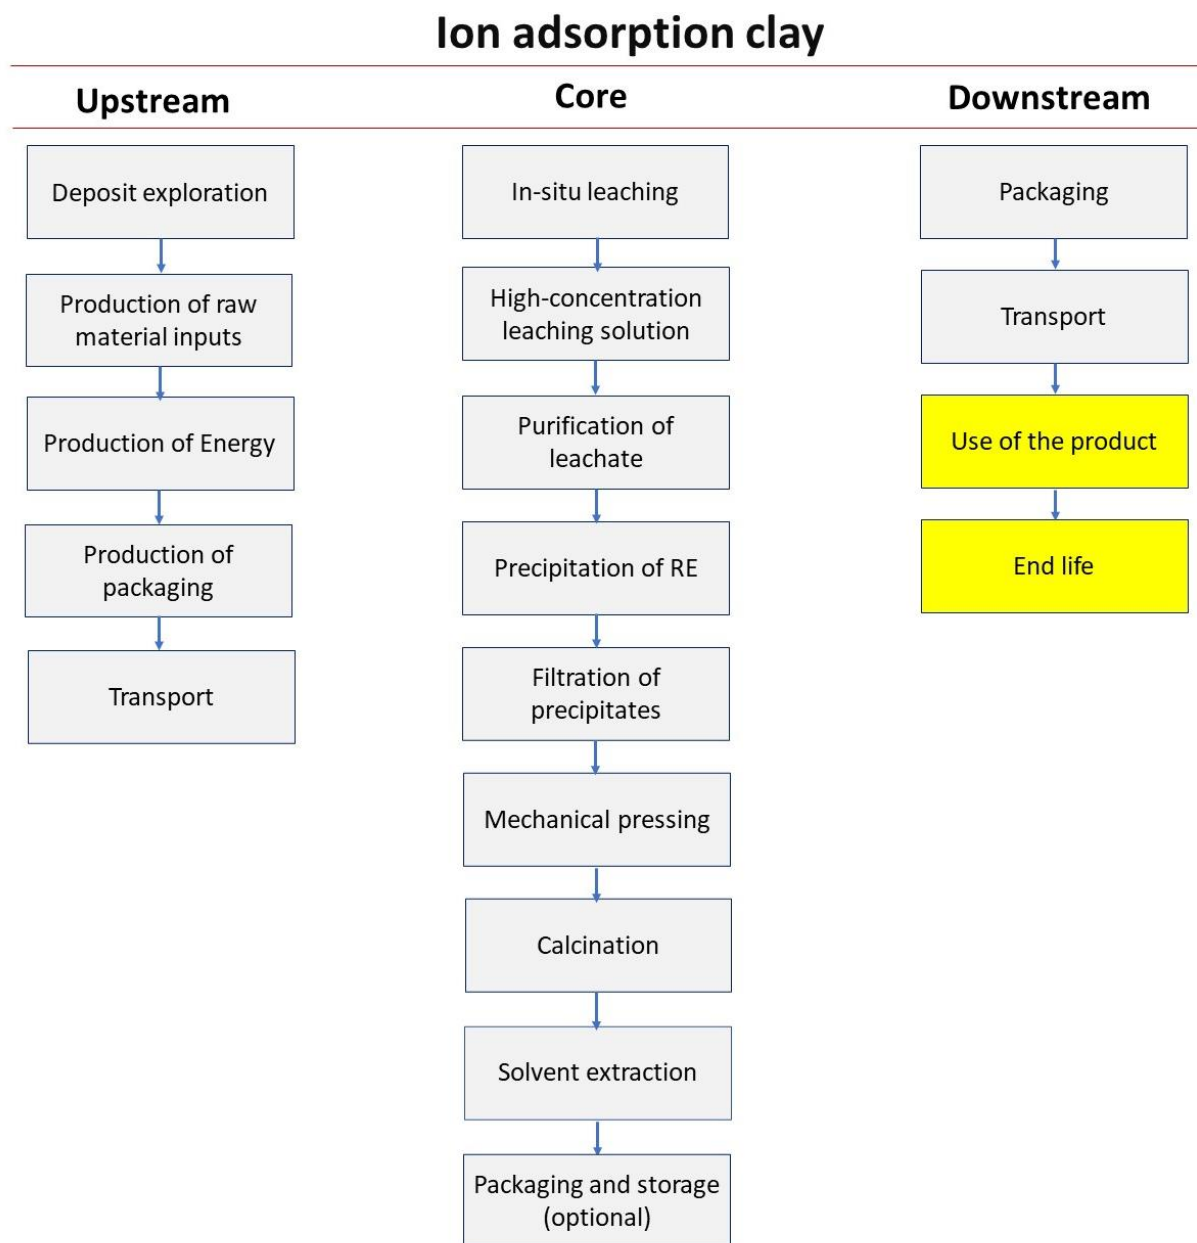 Ion adsorption clay
Upstream
Core
Downstream
Deposit exploration
Production of raw
material inputs
Production of Energy
Production of
packaging
Transport
In-situ leaching
High-concentration
leaching solution
Purification of
leachate
Precipitation of RE
Filtration of
precipitates
Mechanical pressing
Calcination
Solvent extraction
Packaging and storage
(optional)
Packaging
Transport
Use of the product
End life